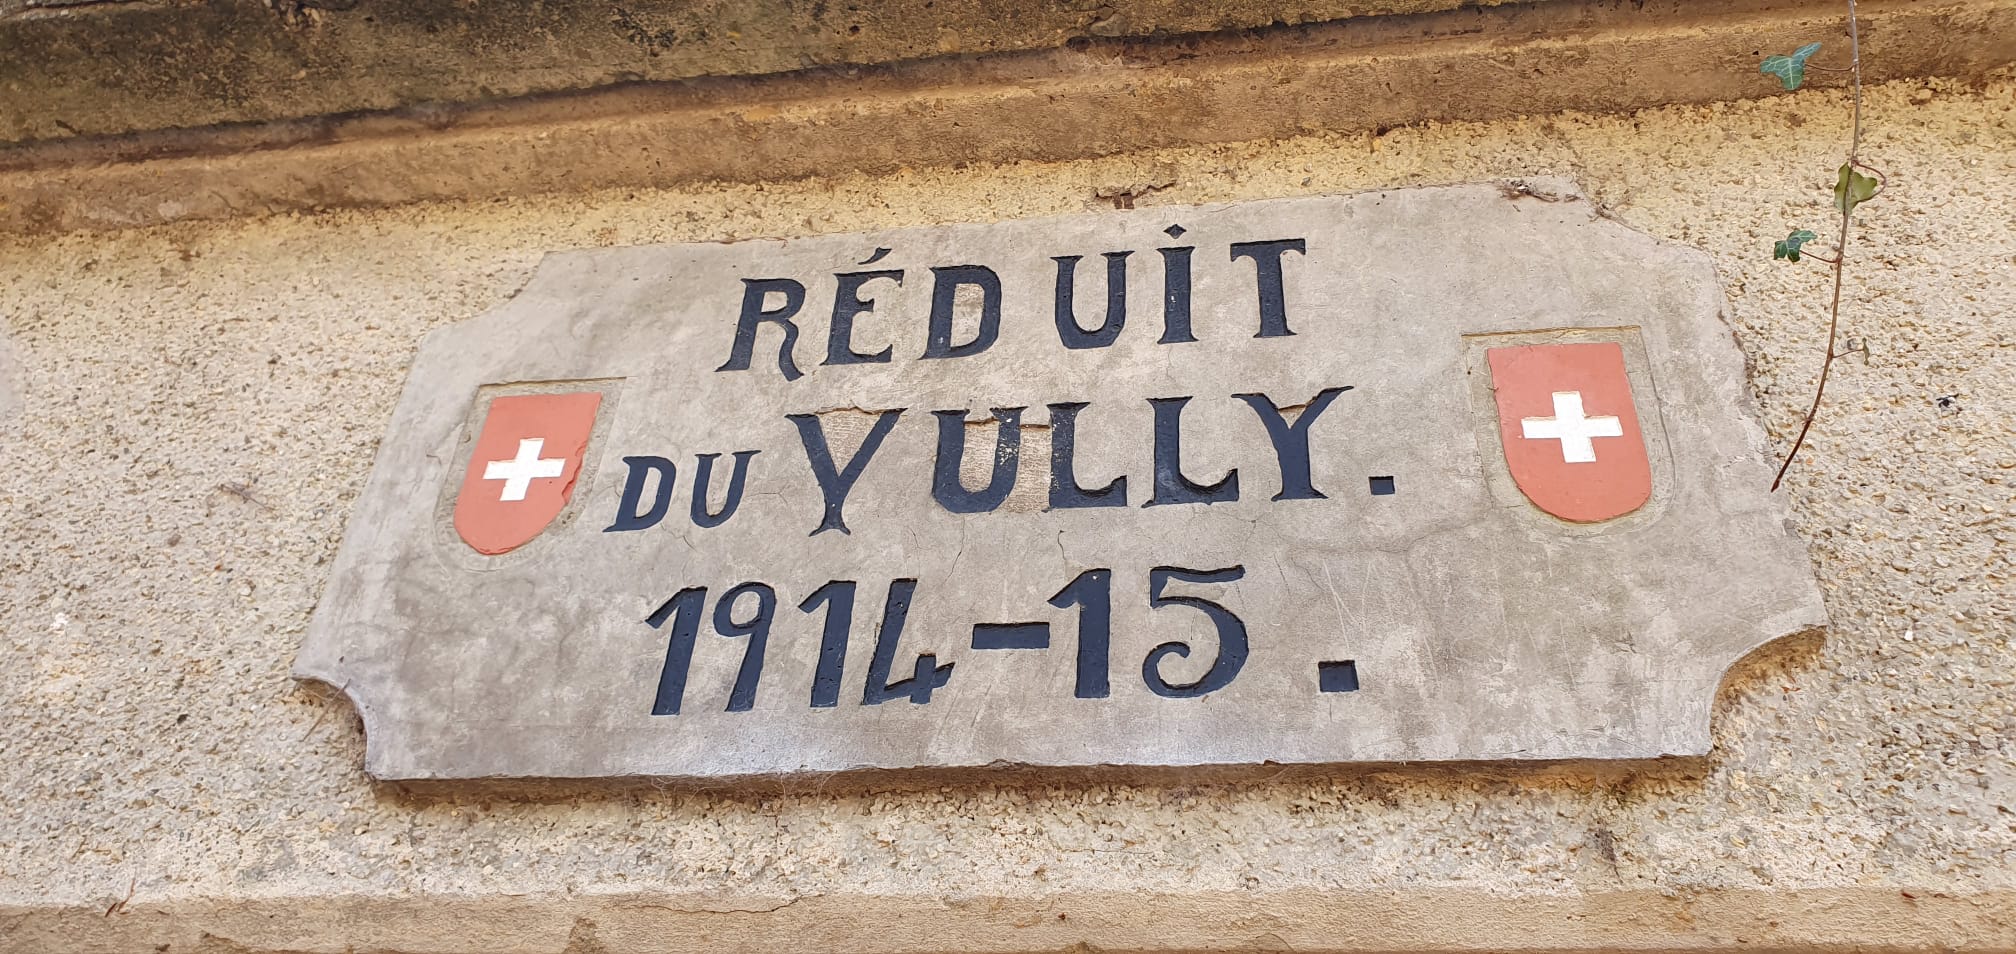 RÉDUiT
DU VULLY.
1914-15.